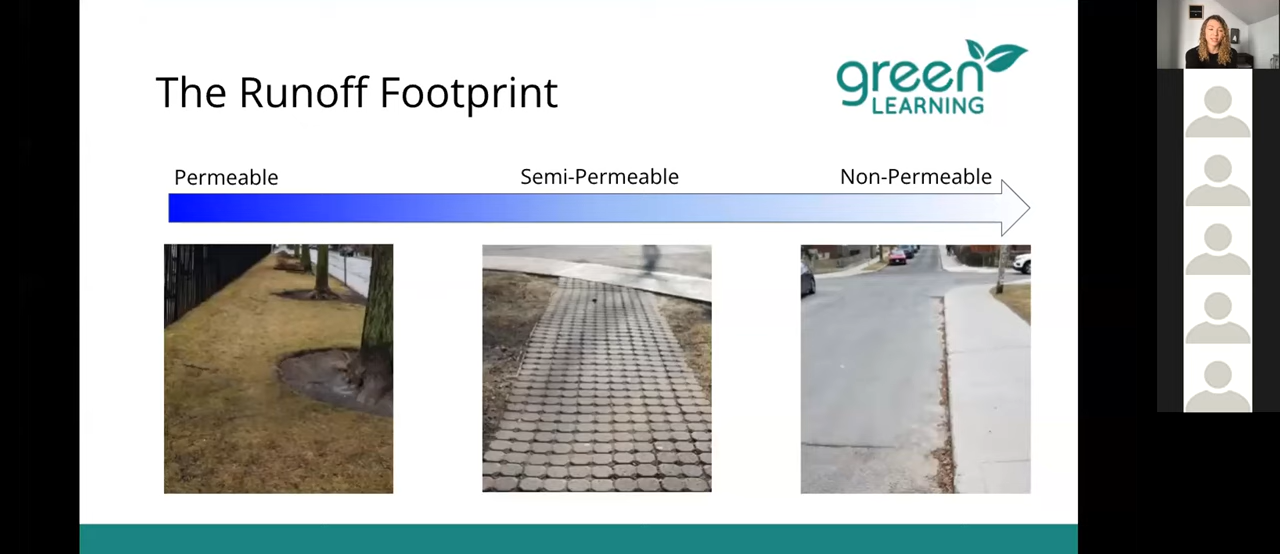 The Runoff Footprint
green
LEARNING
Permeable
Semi-Permeable
Non-Permeable